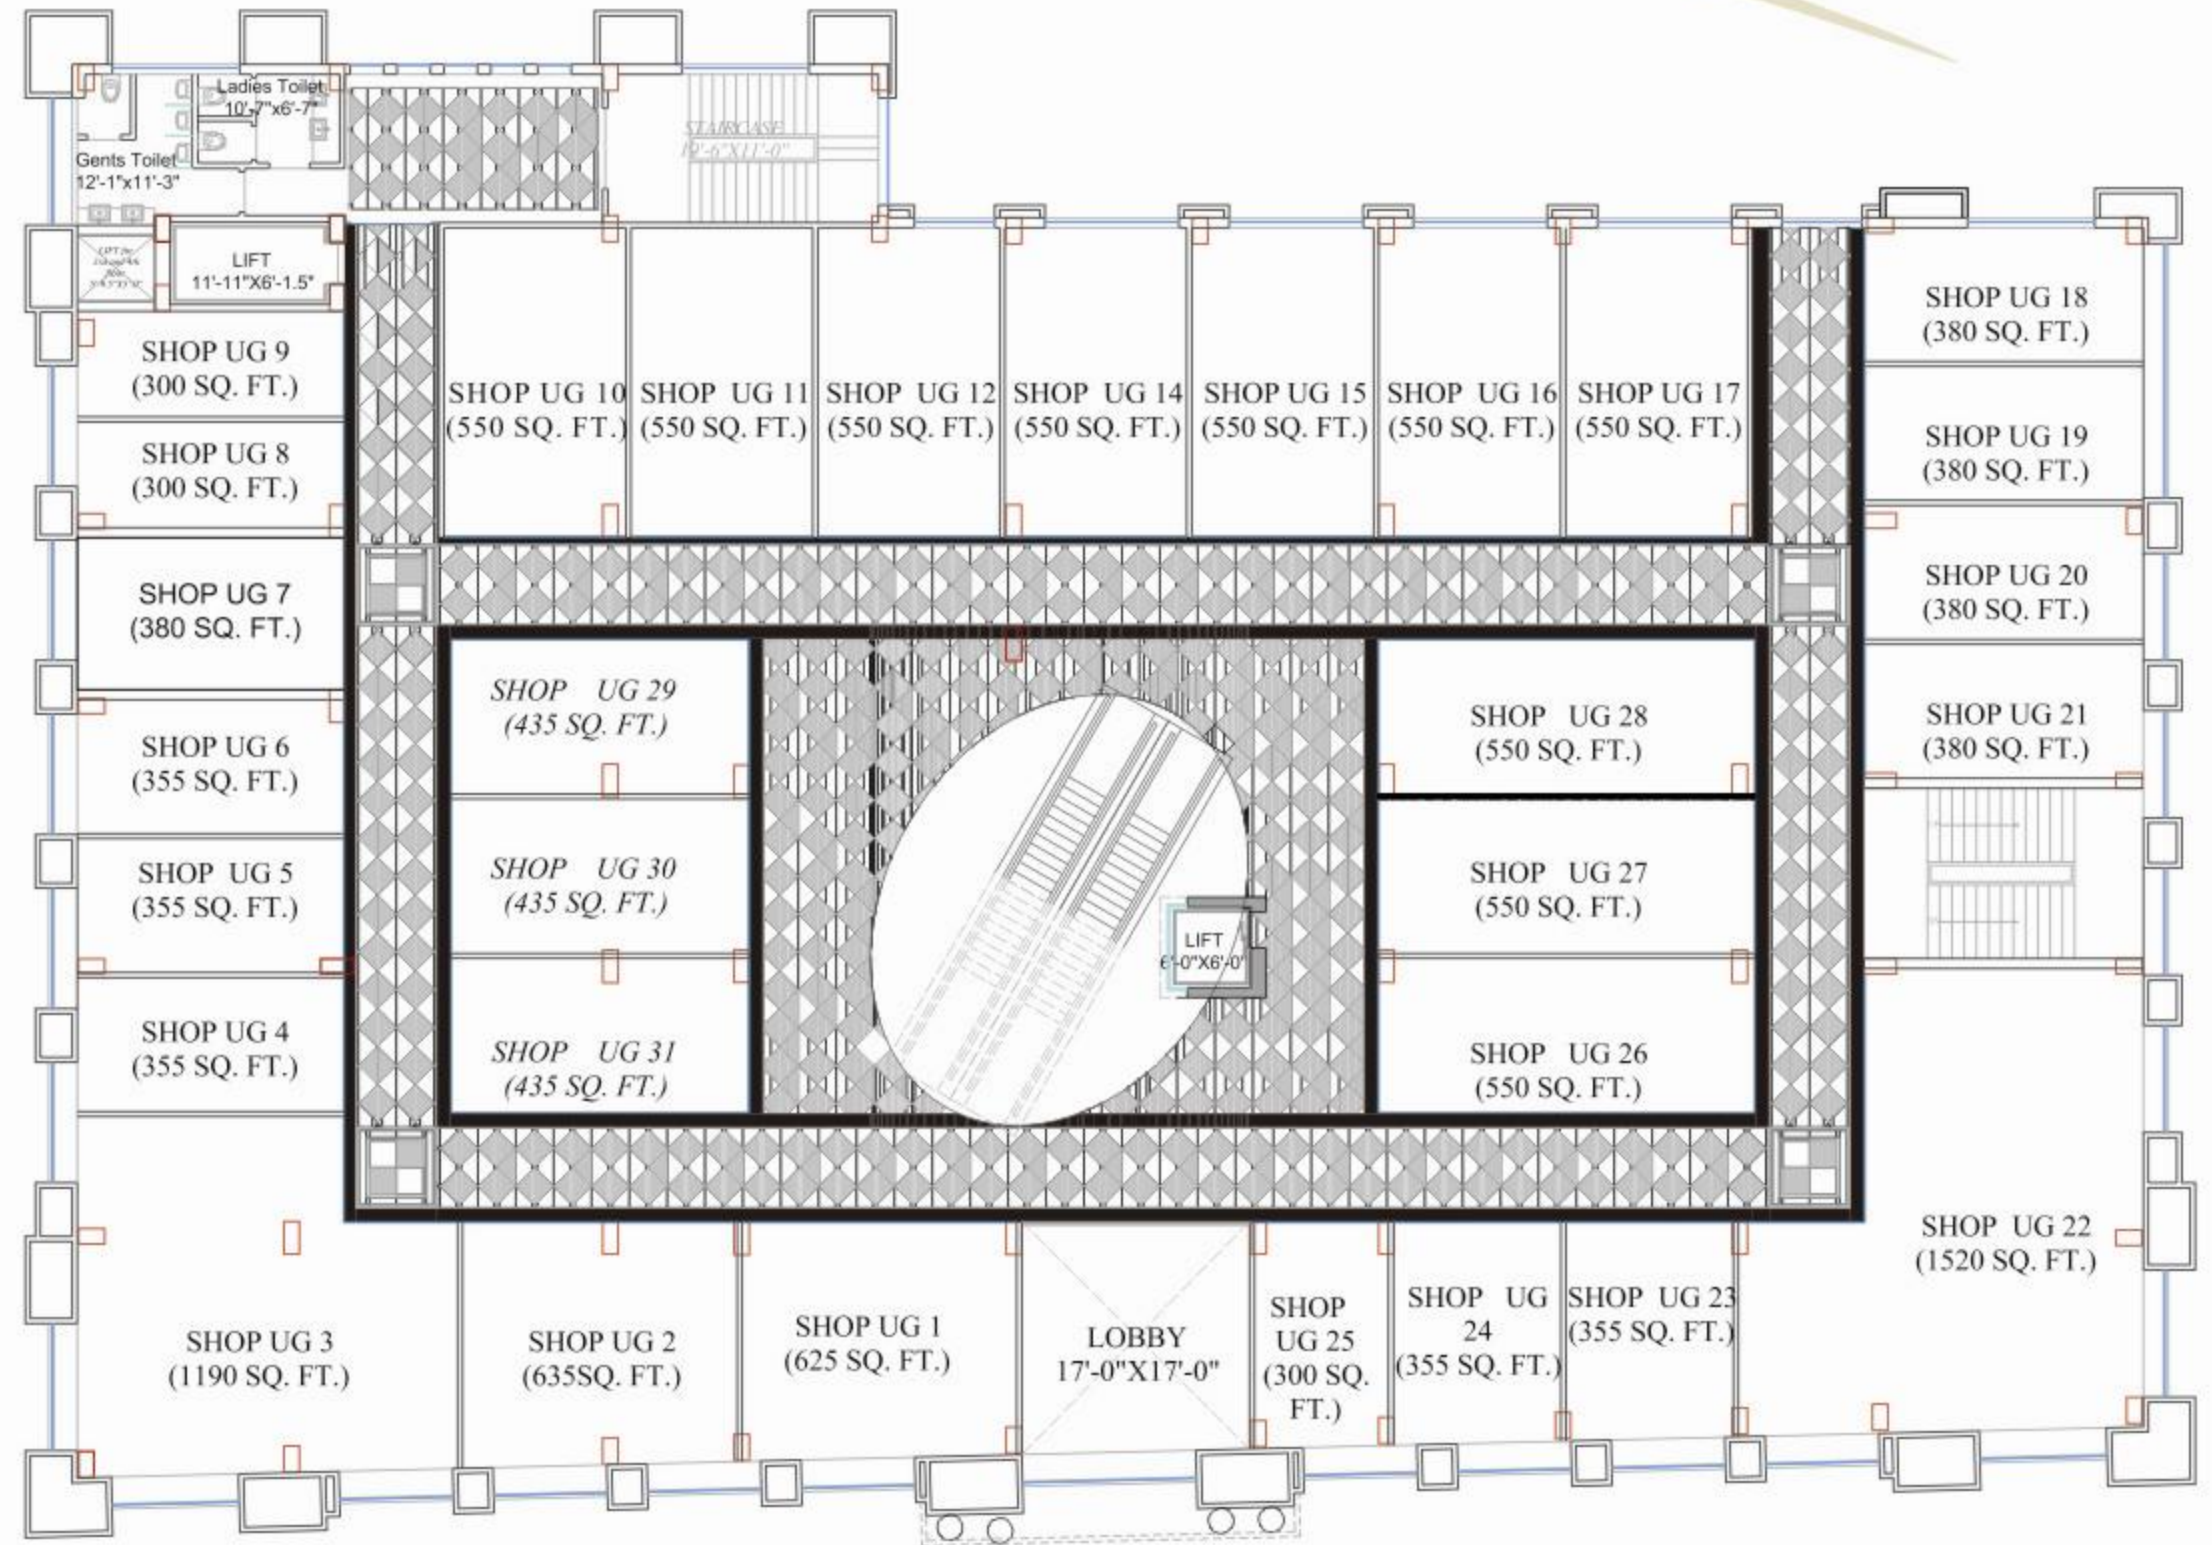 Ladies Toilet
10'-7"x6'-7"
STAIRCASE
Gents Toilet
12'-1"x11'-3"
LIFT
11'-11"X6'-1.5"
SHOP UG 9
(300 SQ. FT.)
SHOP UG 8
(300 SQ. FT.)
SHOP UG 7
(380 SQ. FT.)
SHOP UG 6
(355 SQ. FT.)
SHOP UG 5
(355 SQ. FT.)
SHOP UG 4
(355 SQ. FT.)
SHOP UG 10
(550 SQ. FT.)
SHOP UG 11
(550 SQ. FT.)
SHOP UG 12
(550 SQ. FT.)
SHOP UG 14
(550 SQ. FT.)
SHOP UG 15
(550 SQ. FT.)
SHOP UG 16
(550 SQ. FT.)
SHOP UG 17
(550 SQ. FT.)
SHOP UG 18
(380 SQ. FT.)
SHOP UG 19
(380 SQ. FT.)
SHOP UG 20
(380 SQ. FT.)
SHOP UG 21
(380 SQ. FT.)
SHOP UG 29
(435 SQ. FT.)
SHOP UG 30
(435 SQ. FT.)
SHOP UG 31
(435 SQ. FT.)
LIFT
6'-0"X6'-0"
SHOP UG 28
(550 SQ. FT.)
SHOP UG 27
(550 SQ. FT.)
SHOP UG 26
(550 SQ. FT.)
SHOP UG 3
(1190 SQ. FT.)
SHOP UG 2
(635SQ. FT.)
SHOP UG 1
(625 SQ. FT.)
LOBBY
17'-0"X17'-0"
SHOP
UG 25
(300 SQ.
FT.)
SHOP UG
24
(355 SQ. FT.)
SHOP UG 23
(355 SQ. FT.)
SHOP UG 22
(1520 SQ. FT.)